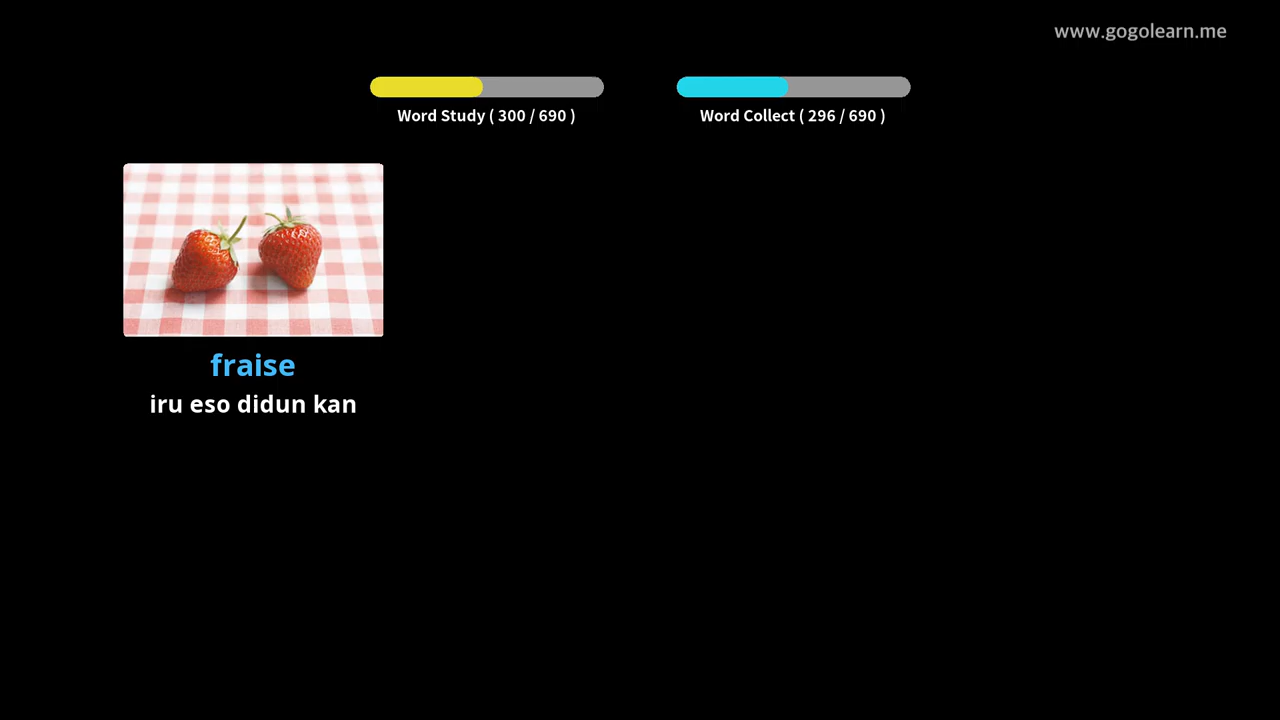 www.gogolearn.me
Word Study ( 300 / 690 )
Word Collect ( 296 / 690 )
fraise
iru eso didun kan